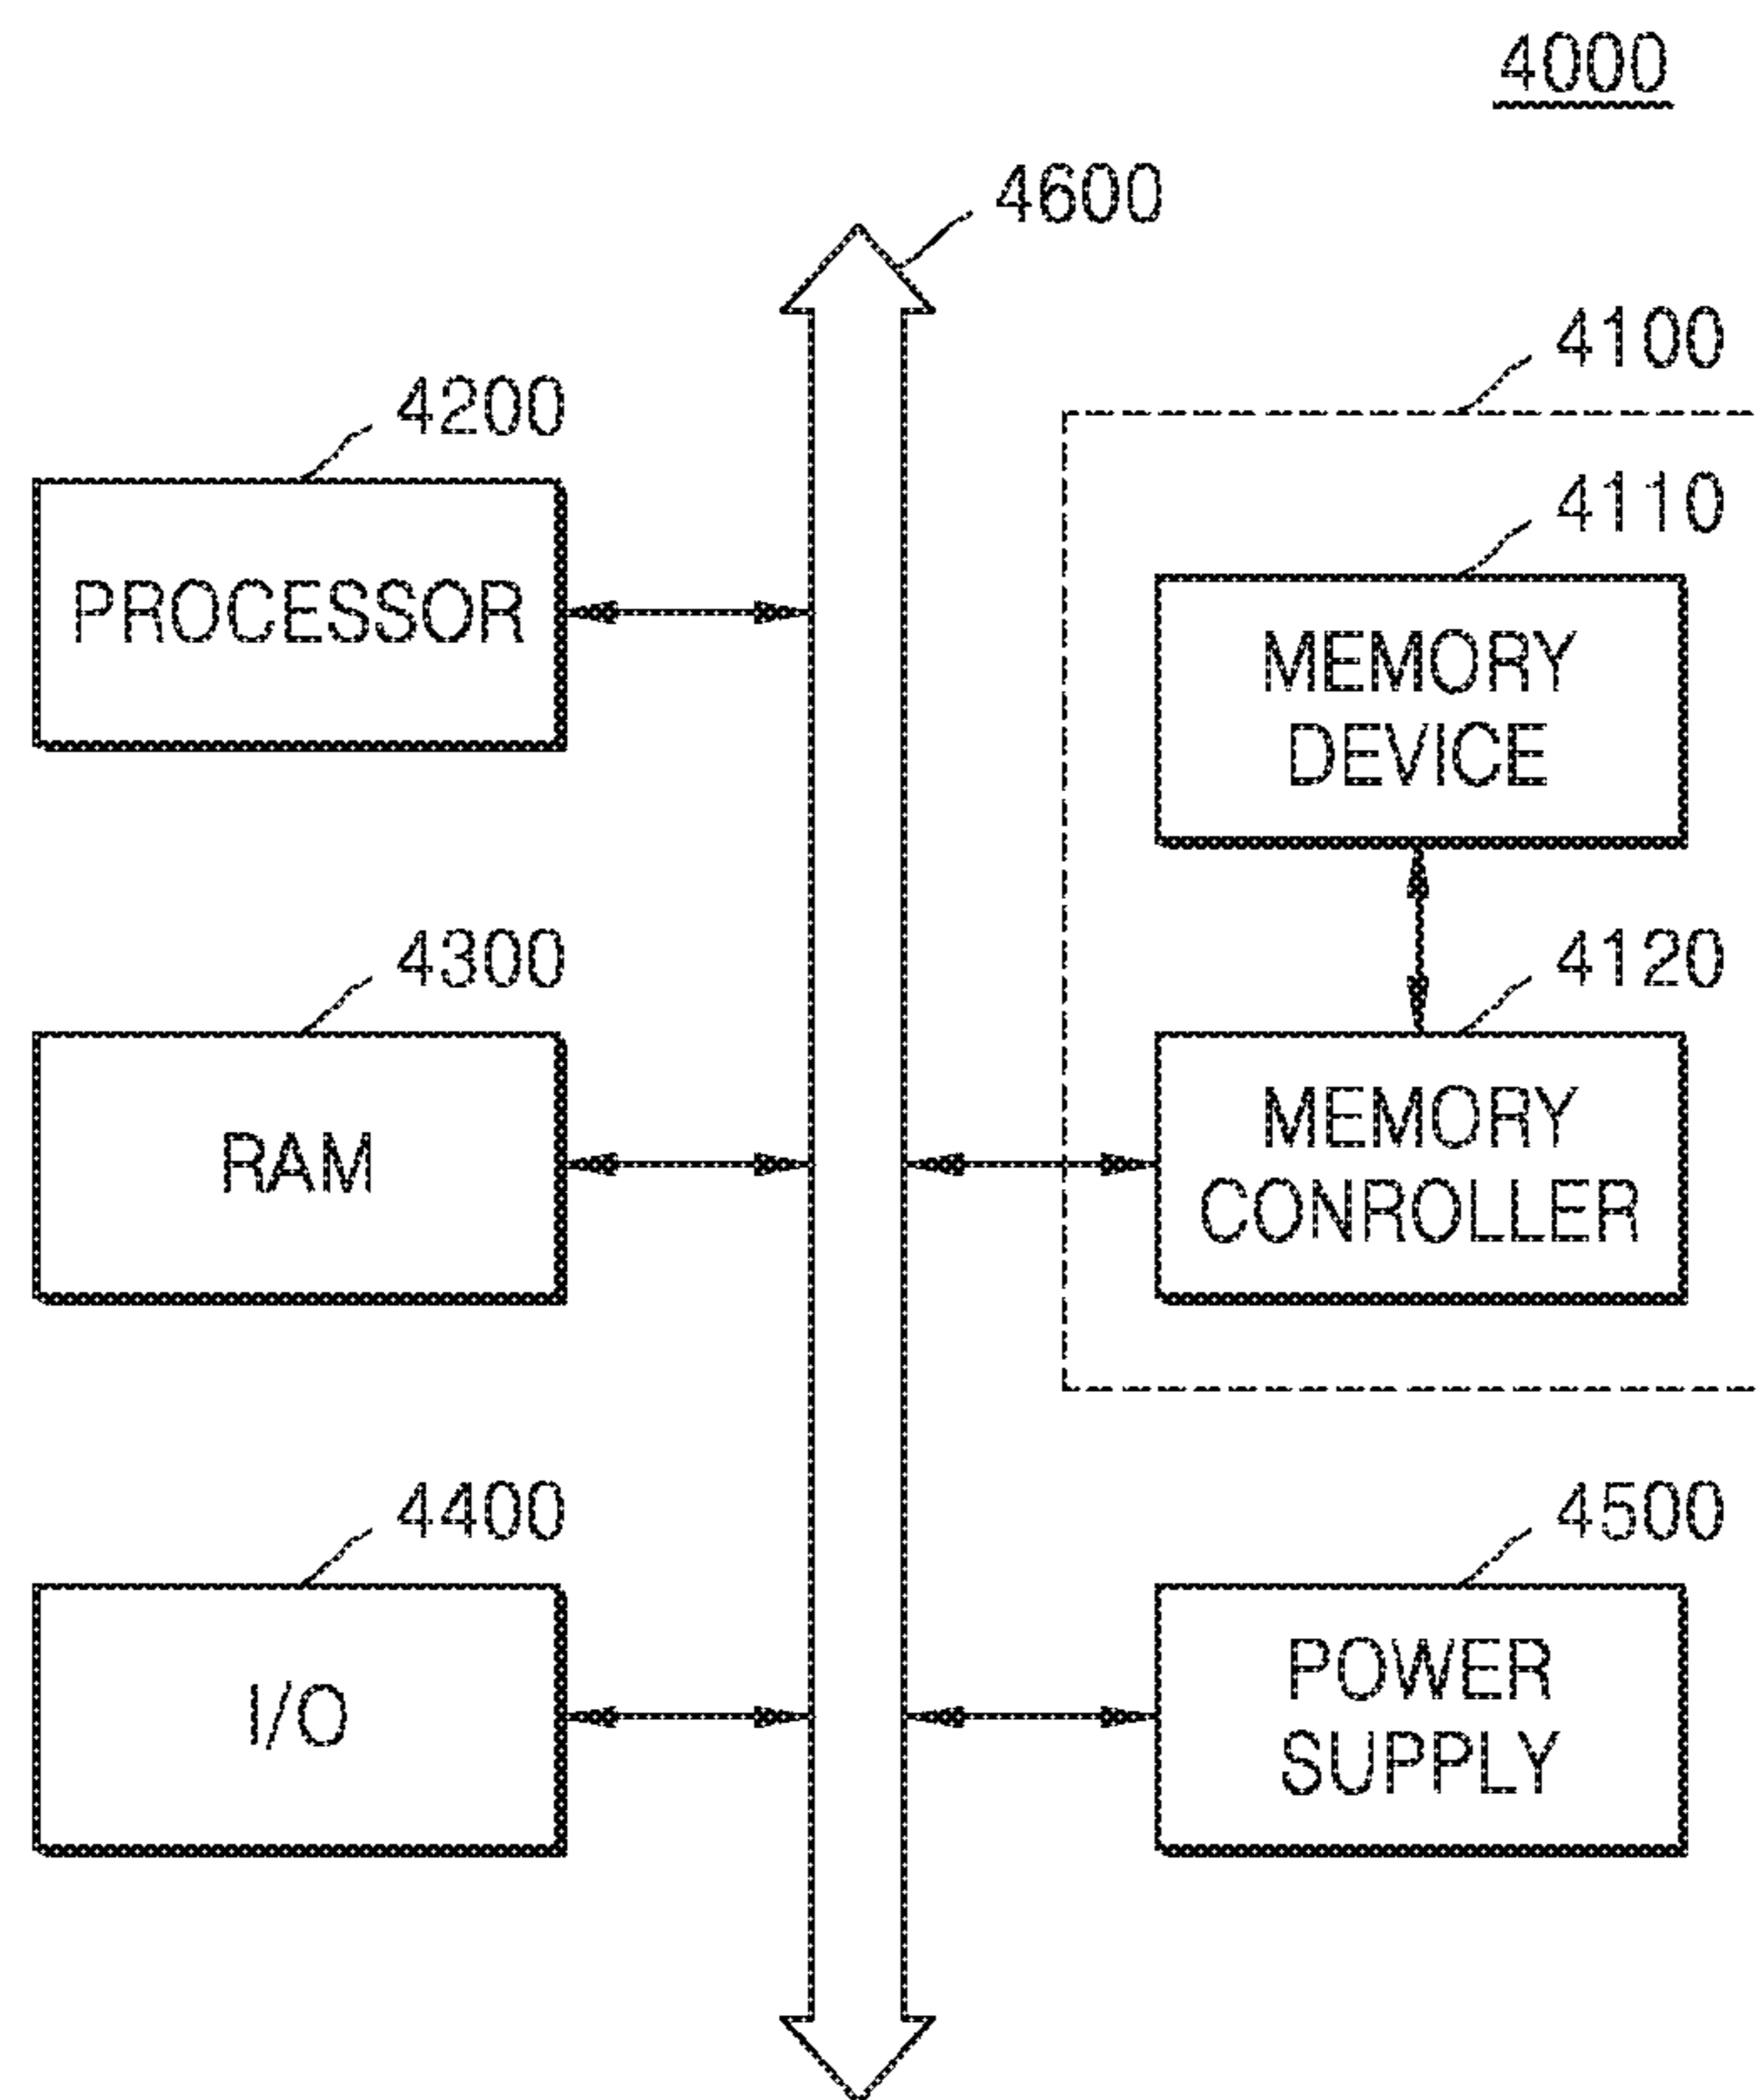 4000
4600
4100
4200
4110
PROCESSOR
MEMORY
DEVICE
4300
4120
RAM
MEMORY
CONROLLER
4400
4500
I/O
POWER
SUPPLY